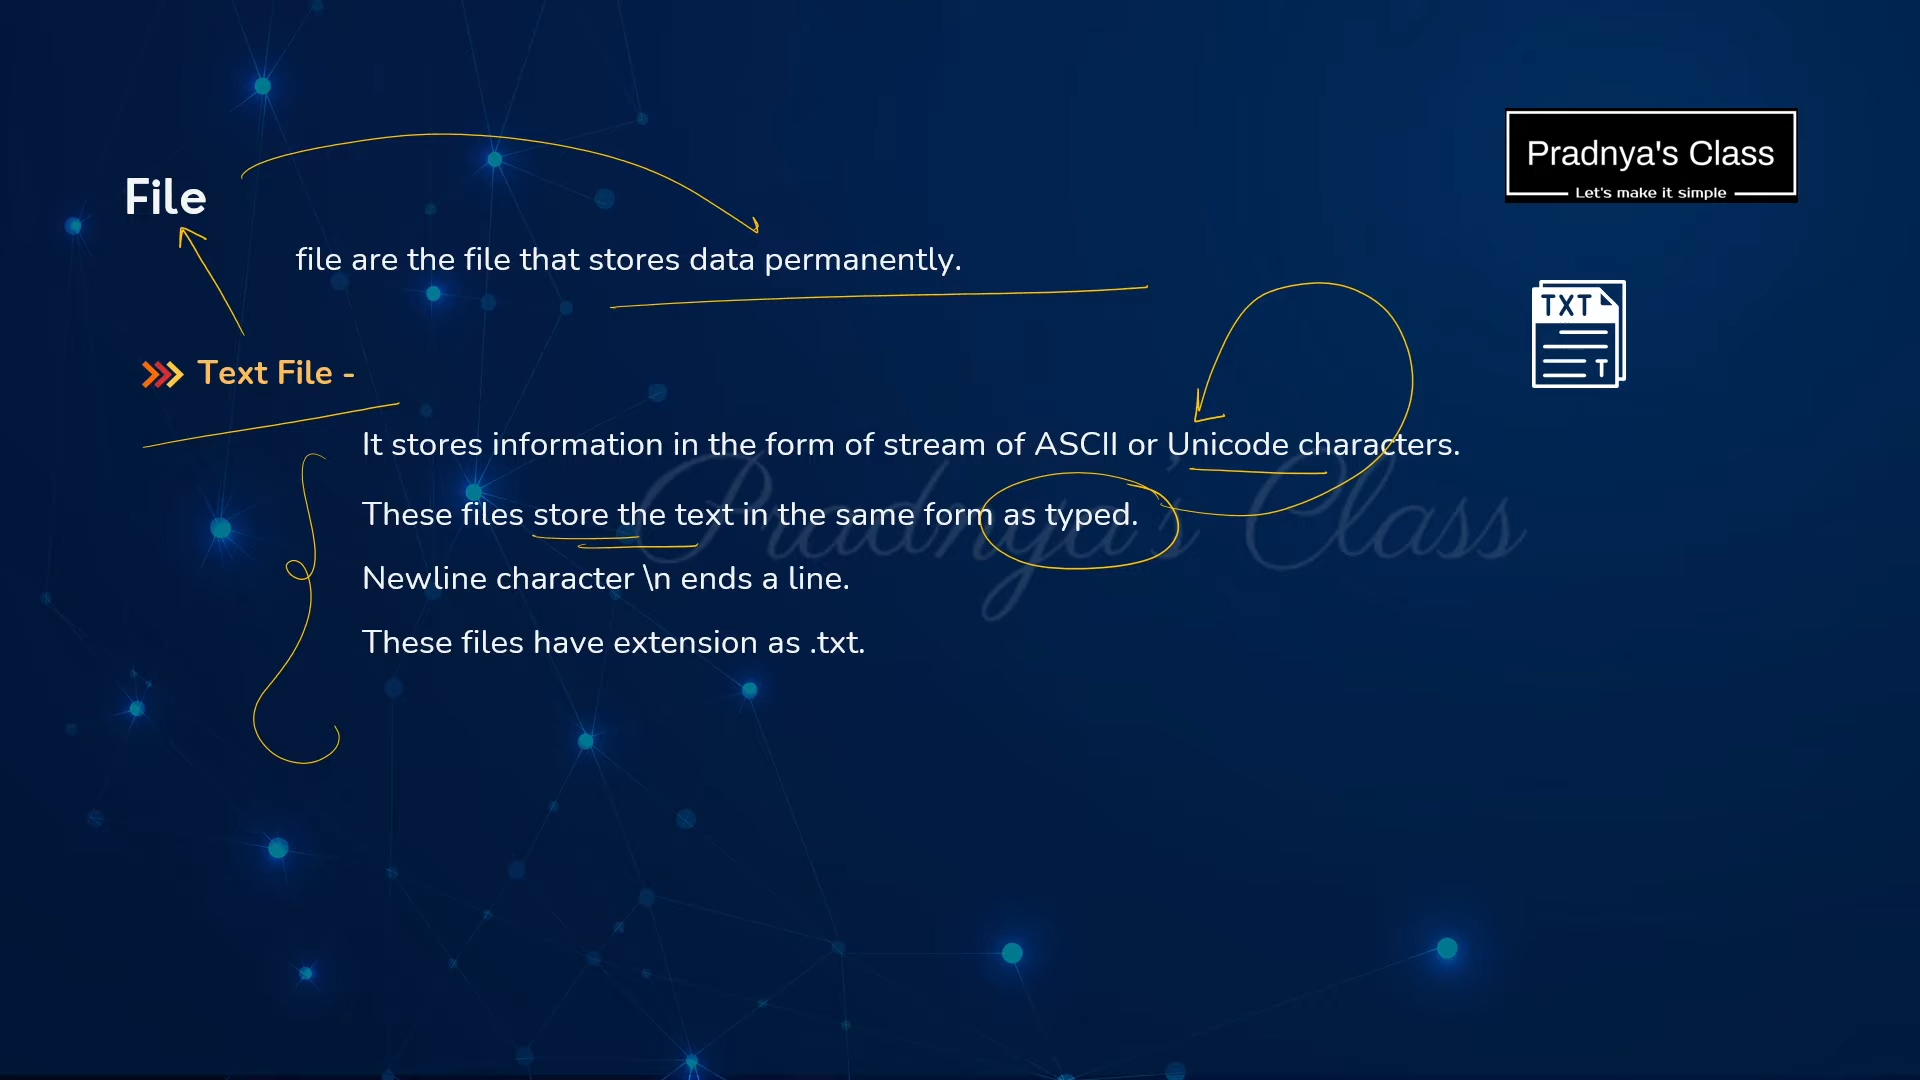 Pradnya's Class
Let's make it simple
File
file are the file that stores data permanently.
TXT
T
Text File -
It stores information in the form of stream of ASCII or Unicode characters.
These files store the text in the same form as typed.
Pradnya's Class
Newline character \n ends a line.
These files have extension as .txt.